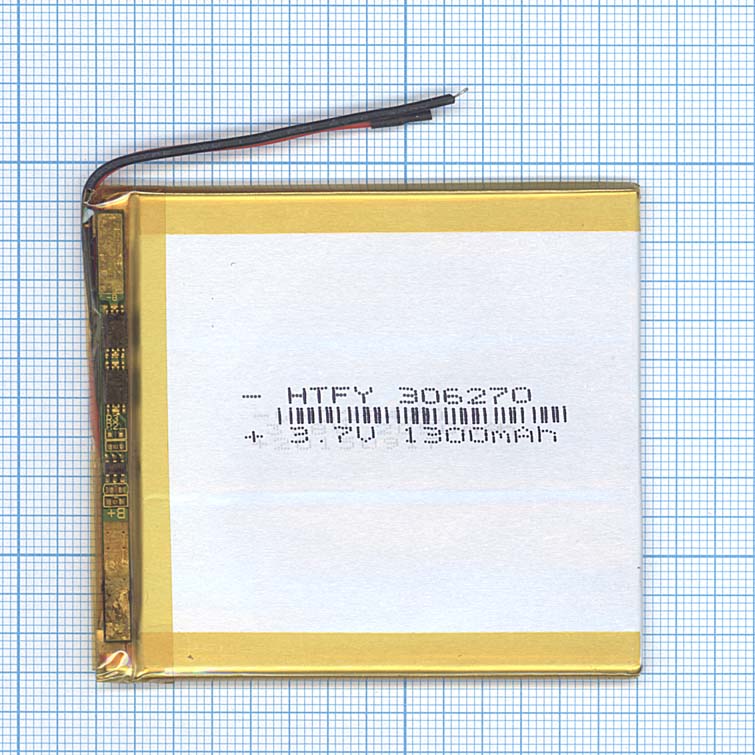 - HTFY 306270
+ 3.7V 1300mAh
B+